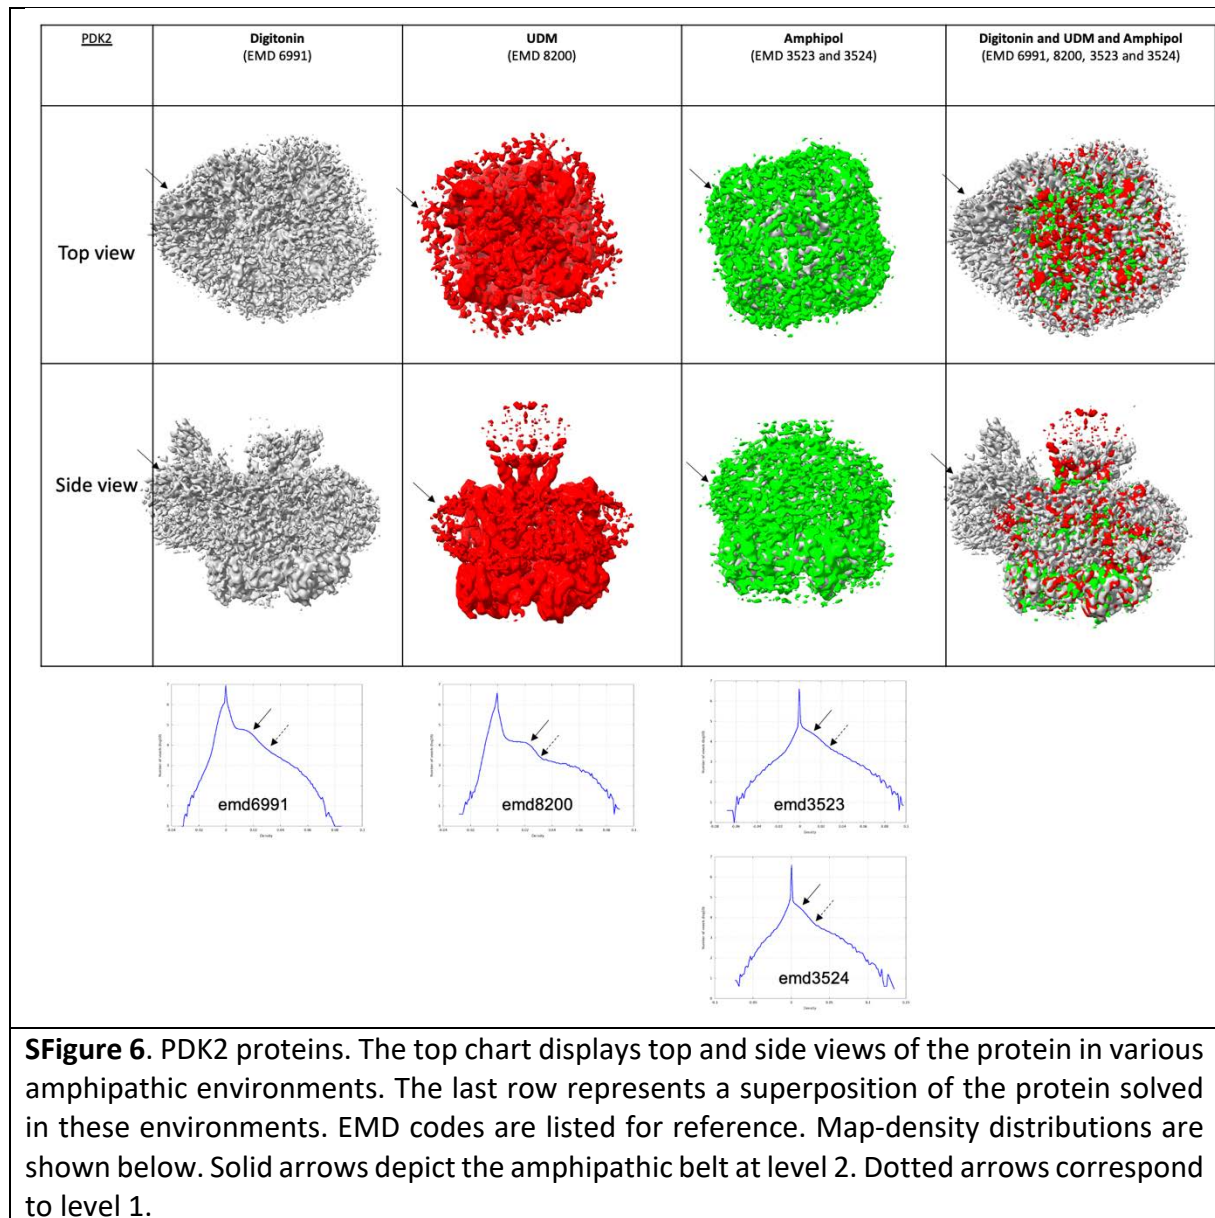 PDK2
Digitonin
(EMD 6991)
UDM
(EMD 8200)
Amphipol
(EMD 3523 and 3524)
Digitonin and UDM and Amphipol
(EMD 6991, 8200, 3523 and 3524)
Top view
Side view
emd6991
Density
emd8200
Density
emd3523
Density
emd3524
Density
SFigure 6. PDK2 proteins. The top chart displays top and side views of the protein in various
amphipathic environments. The last row represents a superposition of the protein solved
in these environments. EMD codes are listed for reference. Map-density distributions are
shown below. Solid arrows depict the amphipathic belt at level 2. Dotted arrows correspond
to level 1.